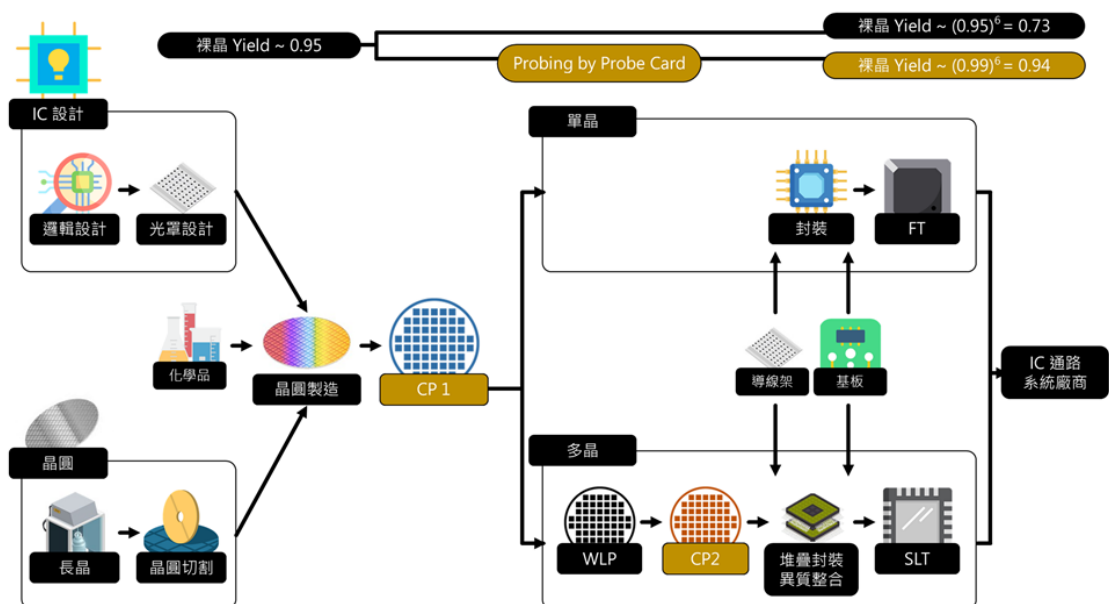 裸晶 Yield ~ 0.95
裸晶 Yield ~ (0.95)⁶ = 0.73
Probing by Probe Card
裸晶 Yield ~ (0.99)⁶ = 0.94
IC 設計
邏輯設計
光罩設計
單晶
封裝
FT
化學品
晶圓製造
CP 1
導線架
基板
IC 通路
系統廠商
晶圓
長晶
晶圓切割
多晶
WLP
CP2
堆疊封裝
異質整合
SLT